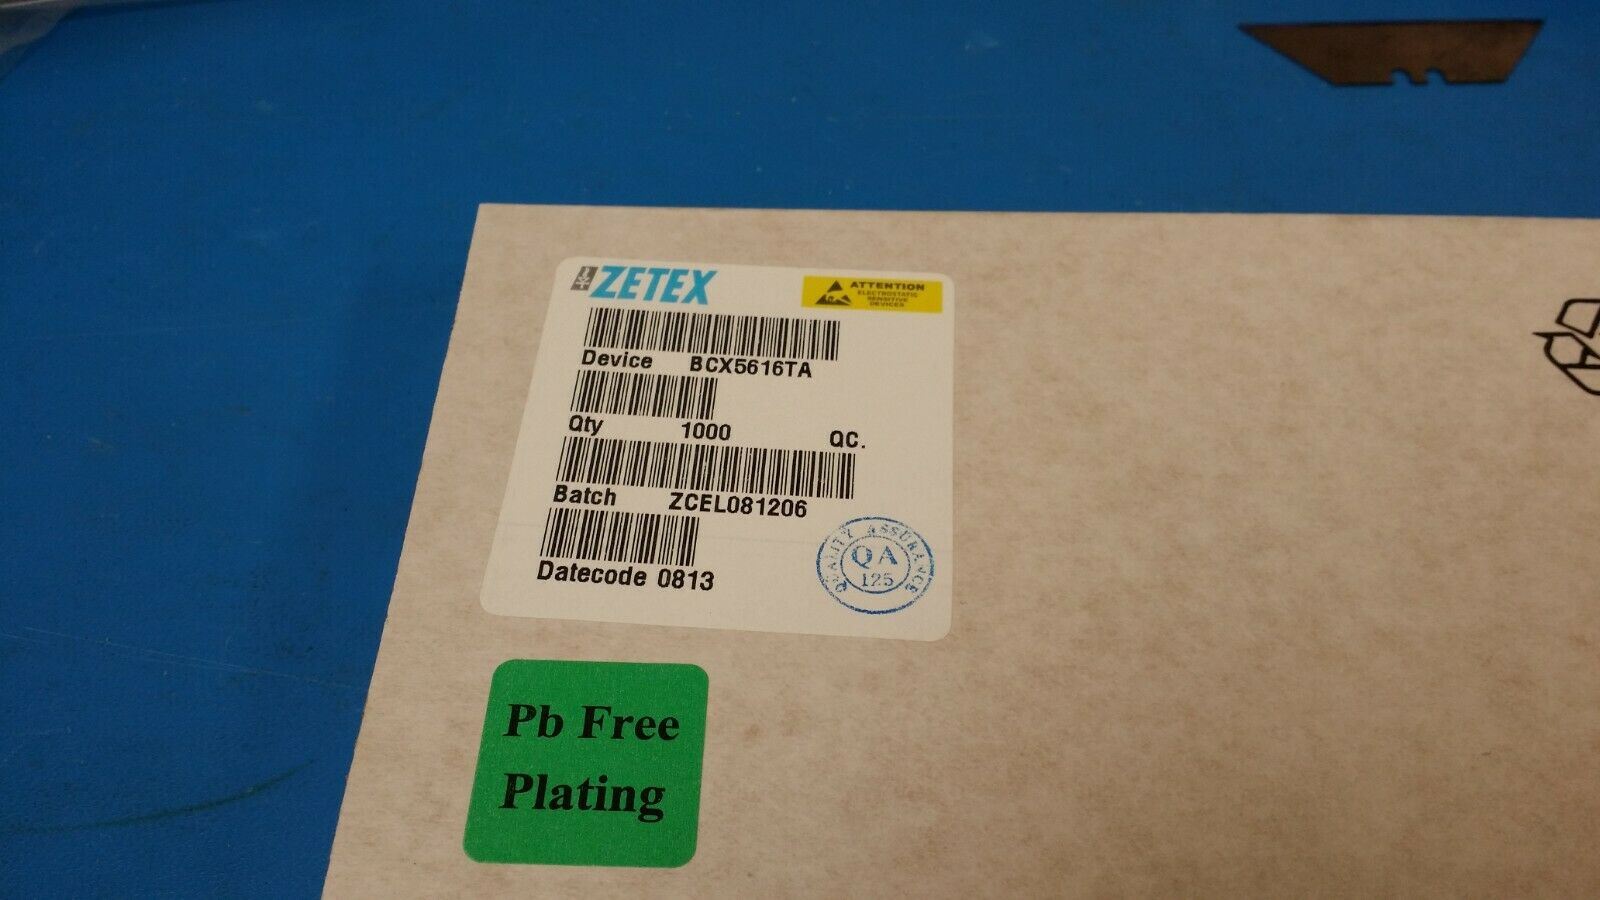 ZETEX
ATTENTION
ELECTROSTATIC
SENSITIVE
DEVICES
Device BCX5616TA
Qty 1000 QC.
Batch ZCEL081206
Datecode 0813
QUALITY ASSURANCE
QA
125
Pb Free
Plating